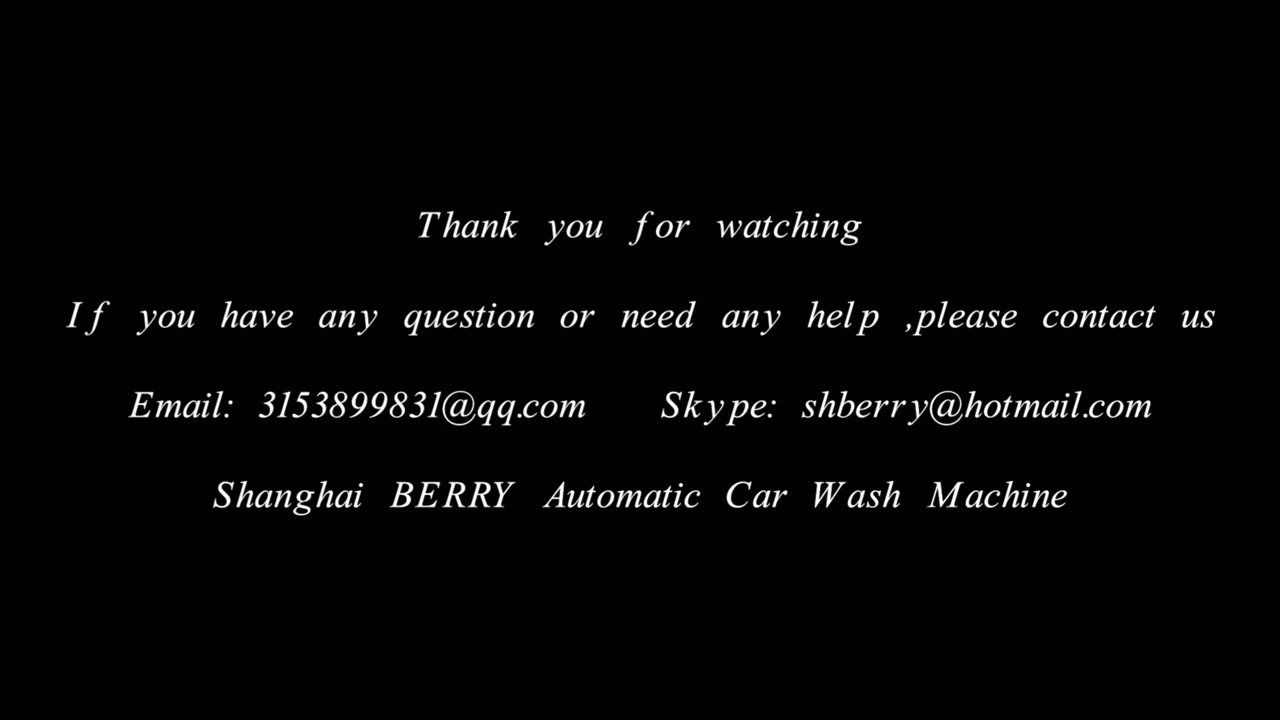 Thank you for watching
If you have any question or need any help ,please contact us
Email: 3153899831@qq.com Skype: shberry@hotmail.com
Shanghai BERRY Automatic Car Wash Machine